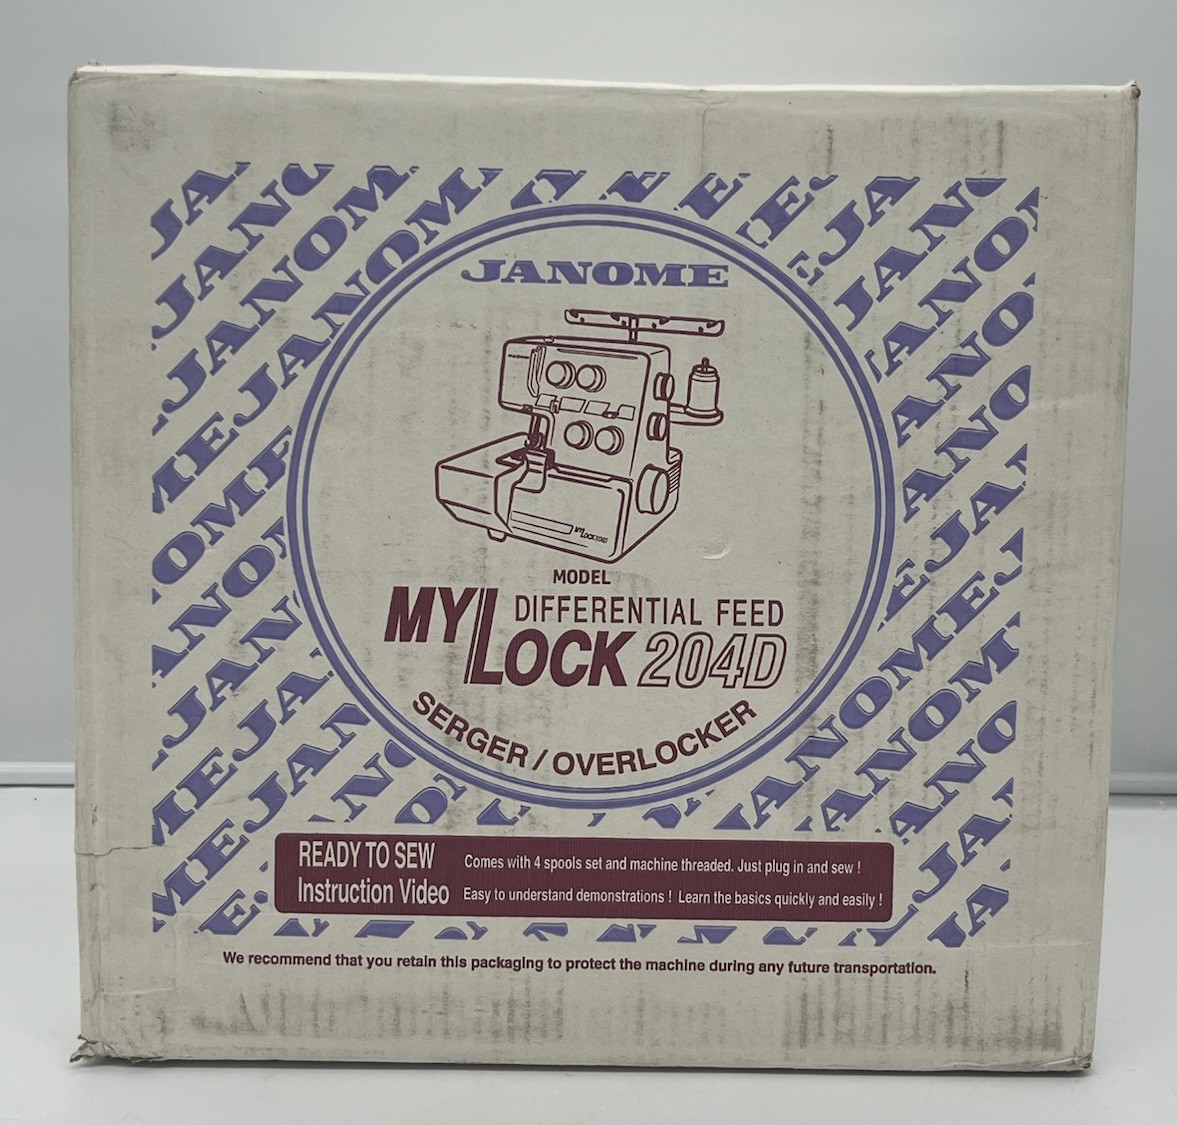 JANOME
MODEL
MYLOCK DIFFERENTIAL FEED 204D
SERGER / OVERLOCKER
READY TO SEW Comes with 4 spools set and machine threaded. Just plug in and sew !
Instruction Video Easy to understand demonstrations ! Learn the basics quickly and easily !
We recommend that you retain this packaging to protect the machine during any future transportation.